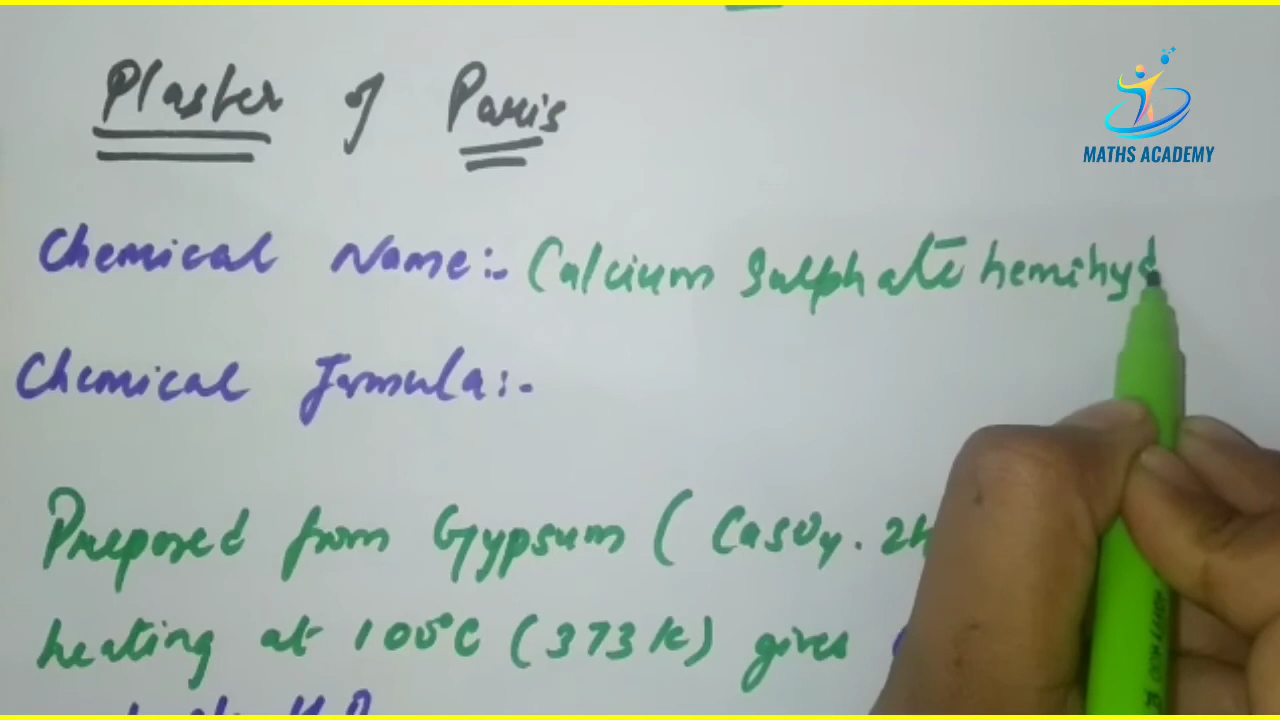 Plaster of Paris
MATHS ACADEMY
Chemical Name:- Calcium Sulphate hemihyd
Chemical formula:-
Prepared from Gypsum ( CaSO4. 2H
heating at 100°C (373 K) gives